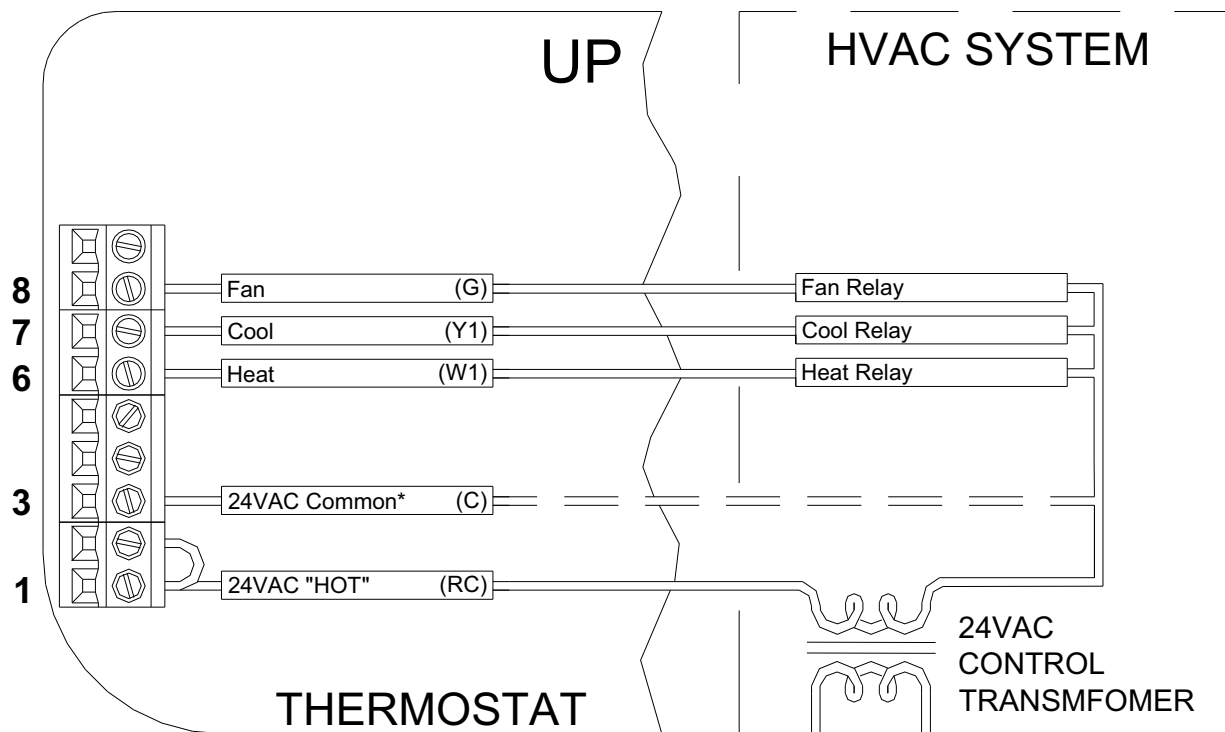 UP
HVAC SYSTEM
8 Fan (G) Fan Relay
7 Cool (Y1) Cool Relay
6 Heat (W1) Heat Relay
3 24VAC Common* (C)
1 24VAC "HOT" (RC)
24VAC
CONTROL
TRANSMFOMER
THERMOSTAT